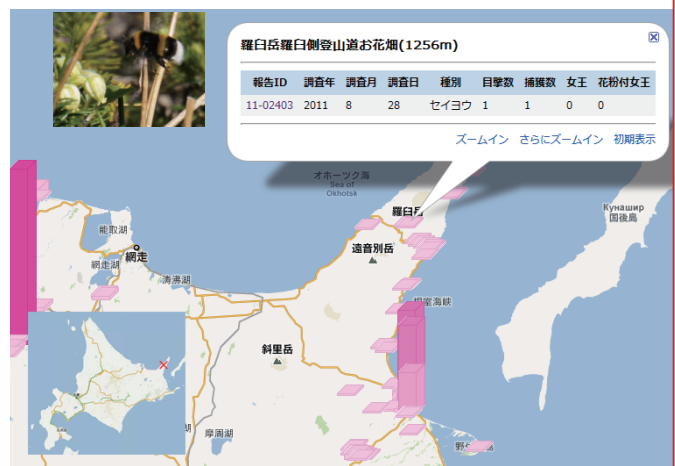 羅臼岳羅臼側登山道お花畑(1256m)
報告ID 調査年 調査月 調査日 種別 目撃数 捕獲数 女王 花粉付女王
11-02403 2011 8 28 セイヨウ 1 1 0 0
ズームイン さらにズームイン 初期表示
オホーツク海
Sea of
Okhotsk
羅臼岳
Кунашир
国後島
能取湖
網走
網走湖
遠音別岳
濤沸湖
根室海峡
斜里岳
摩周湖